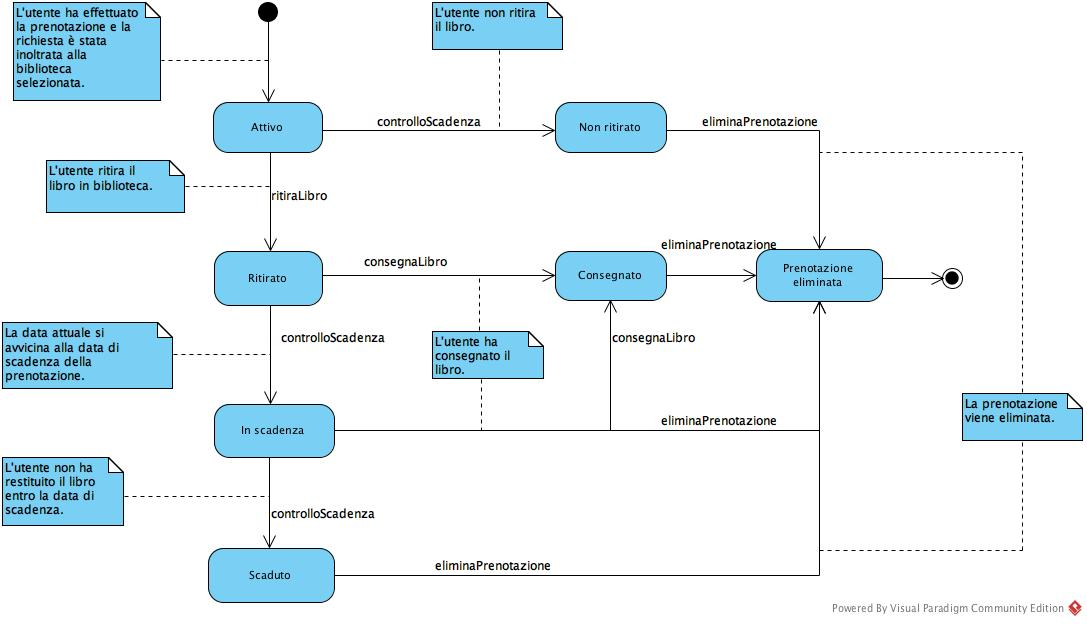 L'utente ha effettuato
la prenotazione e la
richiesta è stata
inoltrata alla
biblioteca
selezionata.
L'utente non ritira
il libro.
Attivo
controlloScadenza
Non ritirato
eliminaPrenotazione
L'utente ritira il
libro in biblioteca.
ritiraLibro
Ritirato
consegnaLibro
Consegnato
eliminaPrenotazione
Prenotazione
eliminata
La data attuale si
avvicina alla data di
scadenza della
prenotazione.
controlloScadenza
L'utente ha
consegnato il
libro.
consegnaLibro
In scadenza
eliminaPrenotazione
La prenotazione
viene eliminata.
L'utente non ha
restituito il libro
entro la data di
scadenza.
controlloScadenza
Scaduto
eliminaPrenotazione
Powered By Visual Paradigm Community Edition